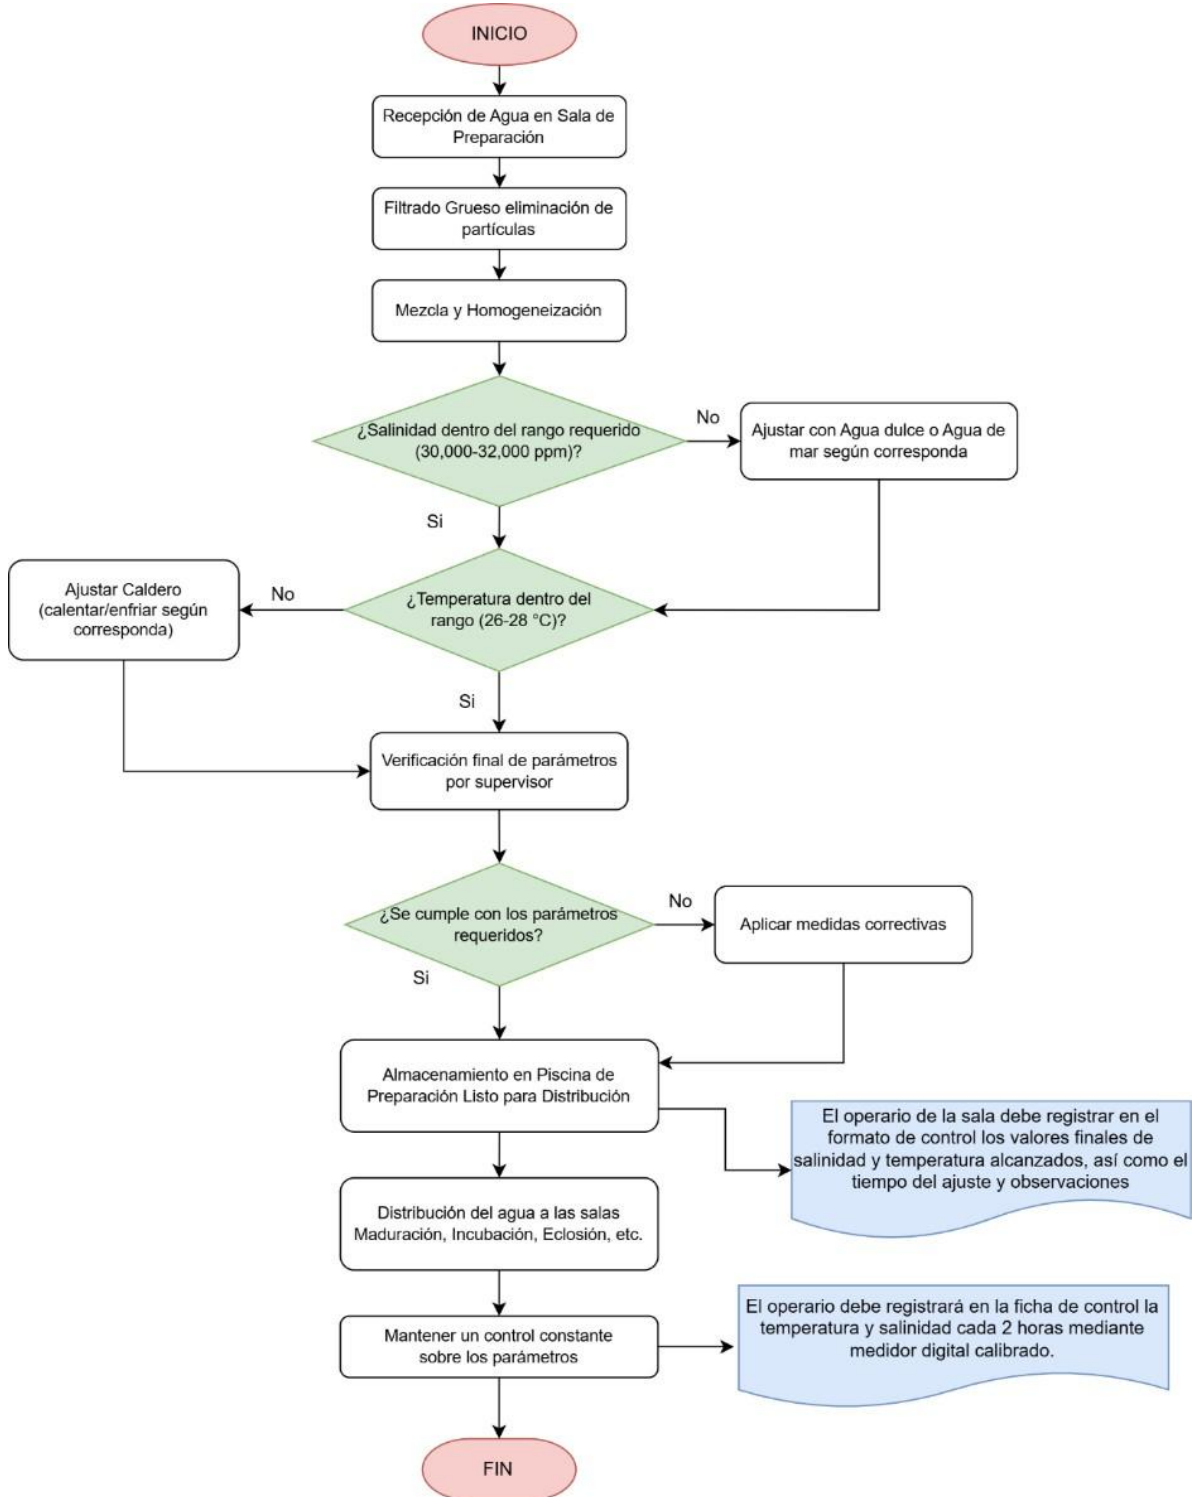 INICIO
Recepción de Agua en Sala de
Preparación
Filtrado Grueso eliminación de
partículas
Mezcla y Homogeneización
¿Salinidad dentro del rango requerido
(30,000-32,000 ppm)?
No
Ajustar con Agua dulce o Agua de
mar según corresponda
Si
Ajustar Caldero
(calentar/enfriar según
corresponda)
No
¿Temperatura dentro del
rango (26-28 °C)?
Si
Verificación final de parámetros
por supervisor
¿Se cumple con los parámetros
requeridos?
No
Aplicar medidas correctivas
Si
Almacenamiento en Piscina de
Preparación Listo para Distribución
El operario de la sala debe registrar en el
formato de control los valores finales de
salinidad y temperatura alcanzados, así como el
tiempo del ajuste y observaciones
Distribución del agua a las salas
Maduración, Incubación, Eclosión, etc.
Mantener un control constante
sobre los parámetros
El operario debe registrará en la ficha de control la
temperatura y salinidad cada 2 horas mediante
medidor digital calibrado.
FIN